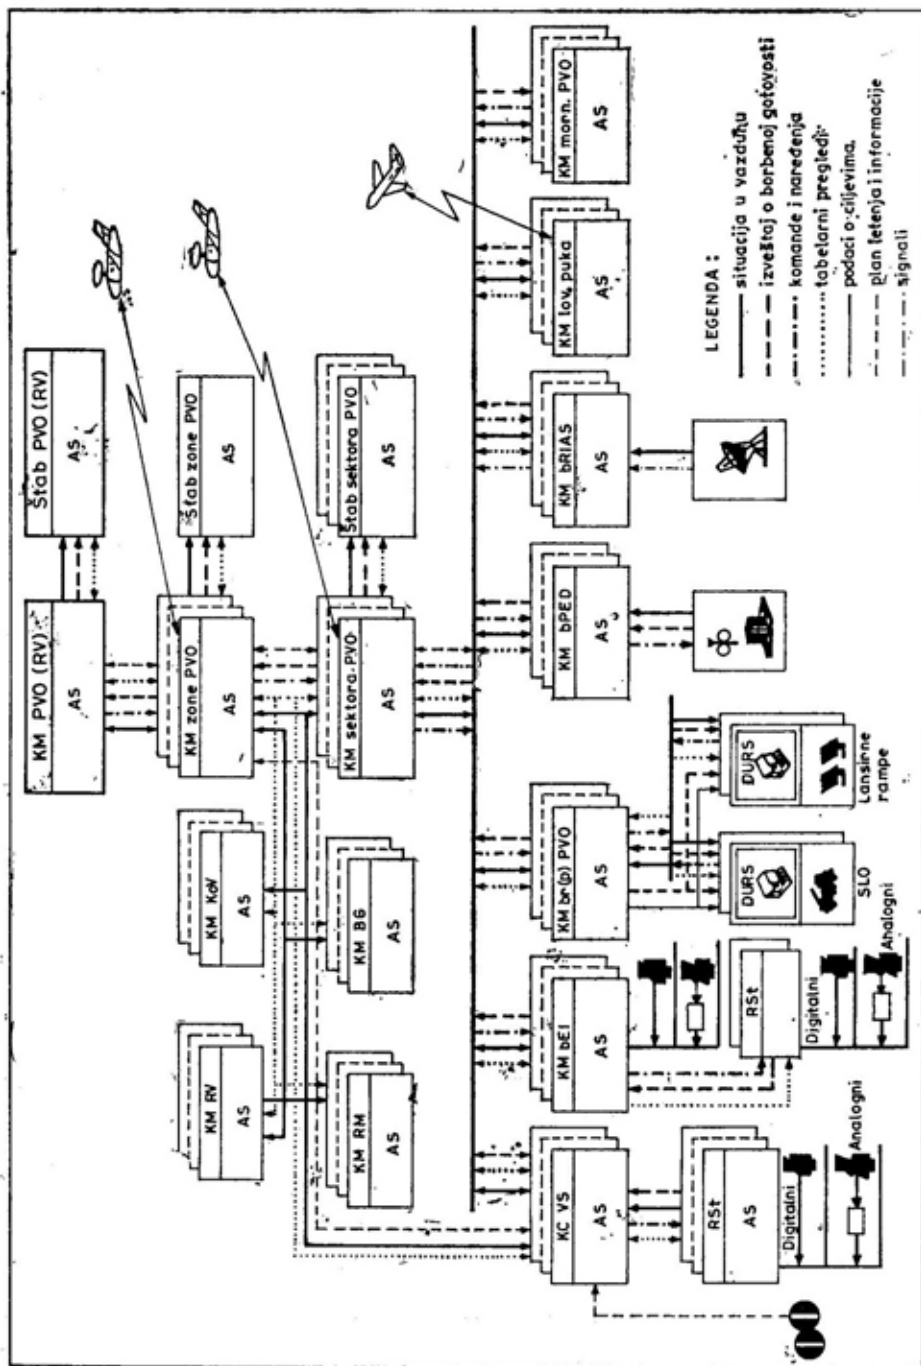 KM PVO (RV)
AS
Štab PVO (RV)
AS
KM zone PVO
AS
Štab zone PVO
AS
KM sektora PVO
AS
Štab sektora PVO
AS
KM RV
AS
KM KoV
AS
KM RM
AS
KM BG
AS
KC VS
AS
KM bEI
AS
KM br(p) PVO
AS
KM bPED
AS
KM bRIAS
AS
KM lov. puka
AS
KM morn. PVO
AS
RSt
AS
Digitalni
Analogni
RSt
Digitalni
Analogni
DURS
SLO
DURS
Lansirne
rampe
LEGENDA :
situacija u vazduhu
izveštaj o borbenoj gotovosti
komande i naređenja
tabelarni pregledi
podaci o ciljevima
plan letenja i informacije
signali